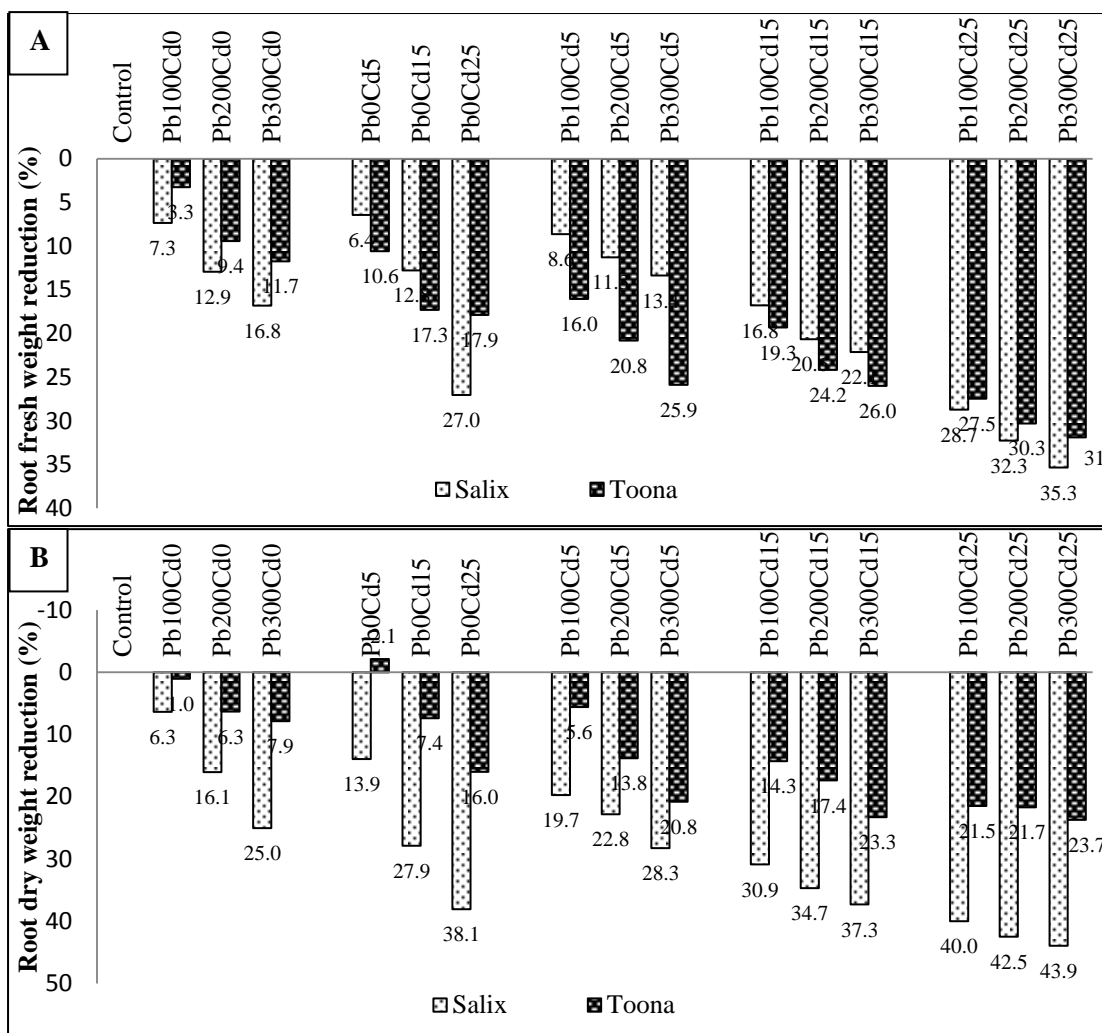 A
Control
Pb100Cd0
Pb200Cd0
Pb300Cd0
Pb0Cd5
Pb0Cd15
Pb0Cd25
Pb100Cd5
Pb200Cd5
Pb300Cd5
Pb100Cd15
Pb200Cd15
Pb300Cd15
Pb100Cd25
Pb200Cd25
Pb300Cd25
Root fresh weight reduction (%)
0
5
10
15
20
25
30
35
40
7.3
3.3
12.9
9.4
16.8
11.7
6.4
10.6
17.3
27.0
17.9
8.6
16.0
20.8
25.9
16.8
19.3
24.2
26.0
28.7
27.5
32.3
30.3
35.3
Salix
Toona
B
Control
Pb100Cd0
Pb200Cd0
Pb300Cd0
Pb0Cd5
Pb0Cd15
Pb0Cd25
Pb100Cd5
Pb200Cd5
Pb300Cd5
Pb100Cd15
Pb200Cd15
Pb300Cd15
Pb100Cd25
Pb200Cd25
Pb300Cd25
Root dry weight reduction (%)
-10
0
10
20
30
40
50
6.3
1.0
16.1
6.3
25.0
7.9
13.9
-2.1
27.9
7.4
38.1
16.0
19.7
5.6
22.8
13.8
28.3
20.8
30.9
14.3
34.7
17.4
37.3
23.3
40.0
21.5
42.5
21.7
43.9
23.7
Salix
Toona